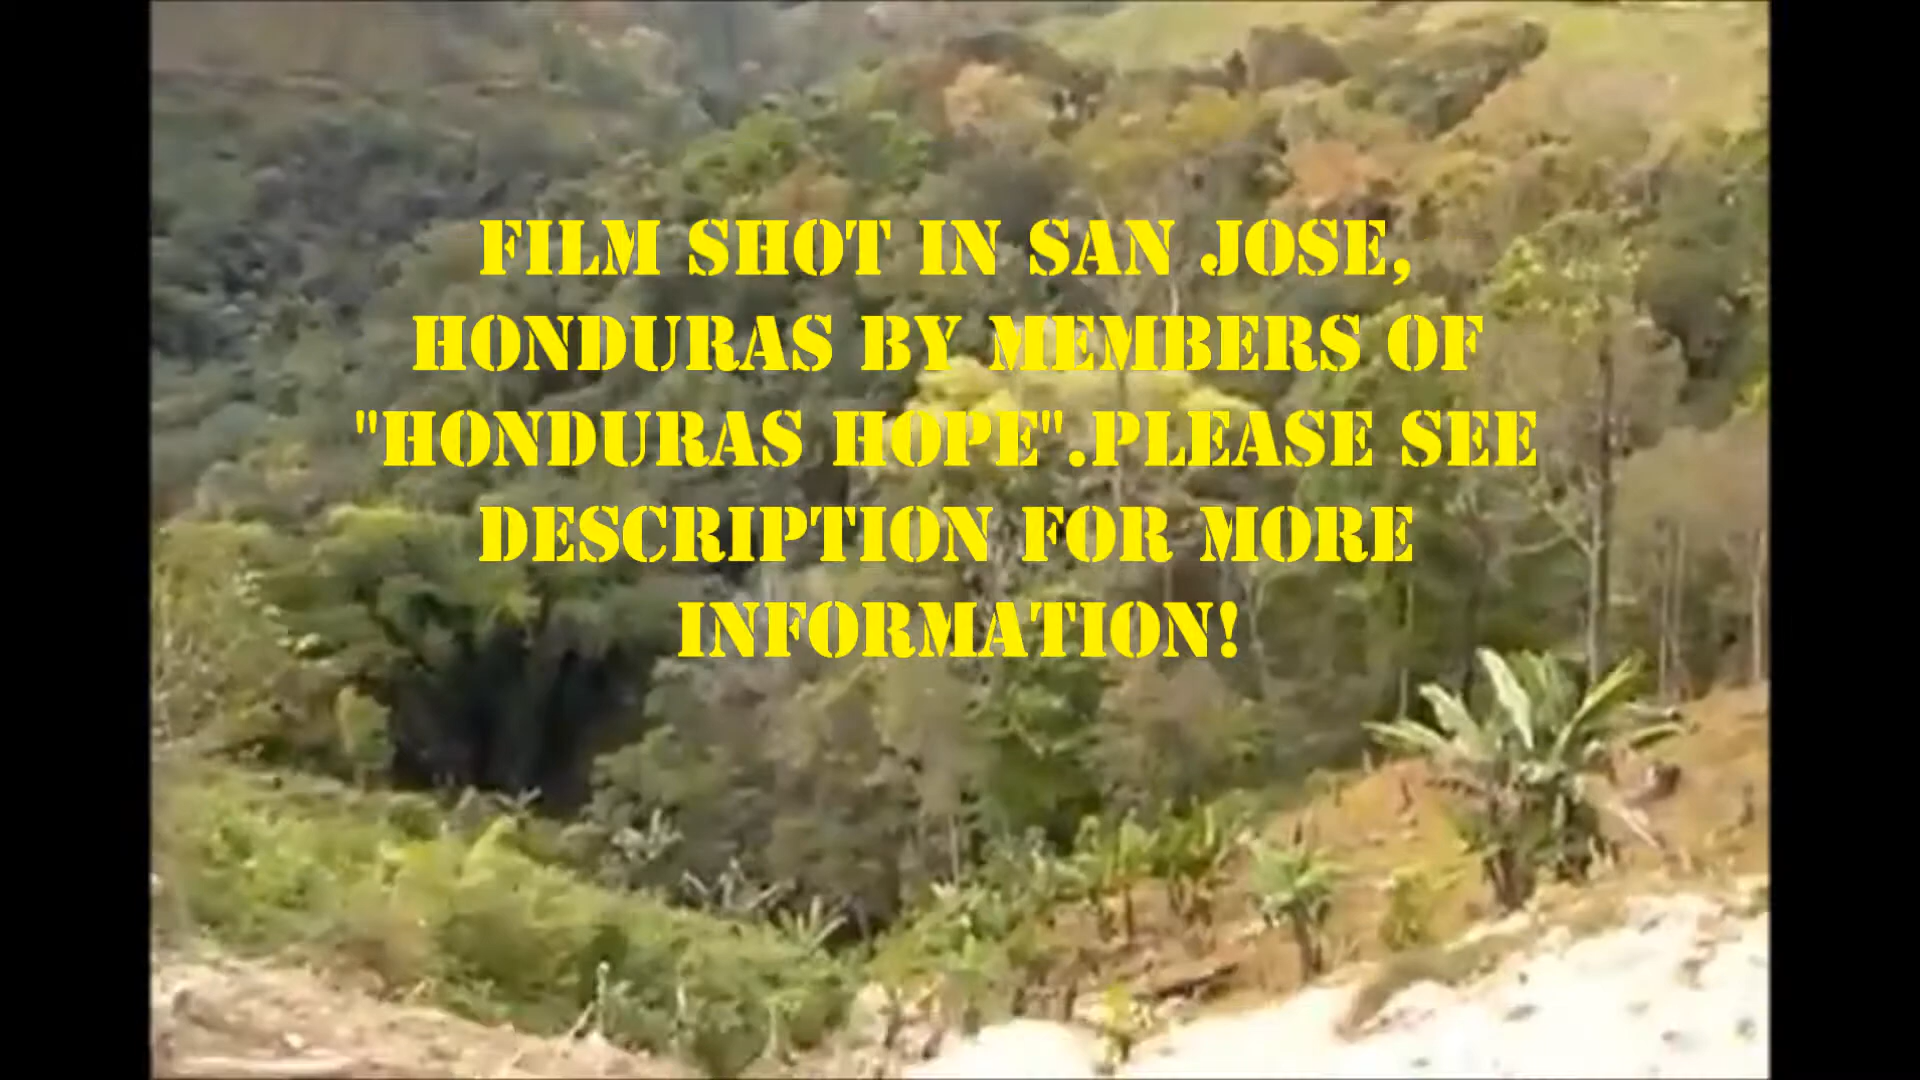 FILM SHOT IN SAN JOSE,
HONDURAS BY MEMBERS OF
"HONDURAS HOPE".PLEASE SEE
DESCRIPTION FOR MORE
INFORMATION!